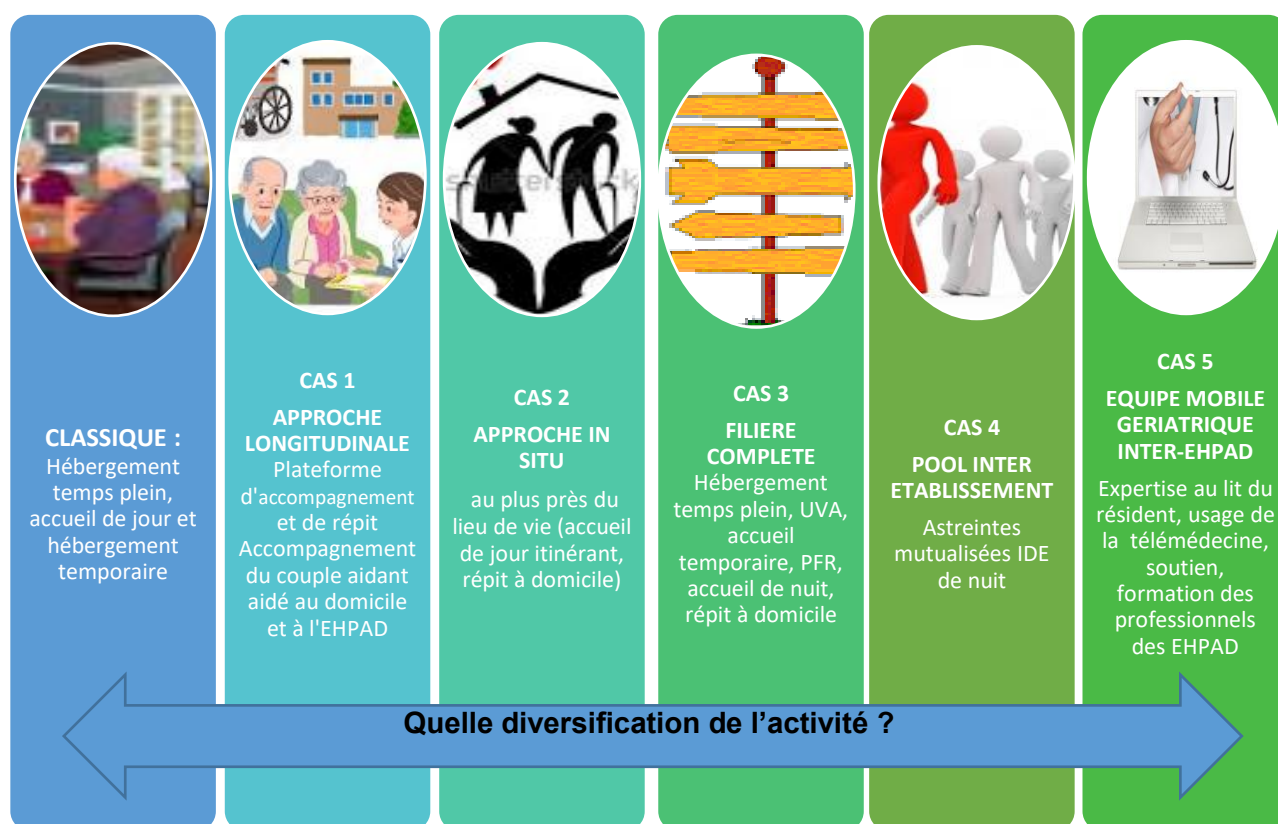 CLASSIQUE :
Hébergement
temps plein,
accueil de jour et
hébergement
temporaire
CAS 1
APPROCHE
LONGITUDINALE
Plateforme
d'accompagnement
et de répit
Accompagnement
du couple aidant
aidé au domicile
et à l'EHPAD
CAS 2
APPROCHE IN
SITU
au plus près du
lieu de vie (accueil
de jour itinérant,
répit à domicile)
CAS 3
FILIERE
COMPLETE
Hébergement
temps plein, UVA,
accueil
temporaire, PFR,
accueil de nuit,
répit à domicile
CAS 4
POOL INTER
ETABLISSEMENT
Astreintes
mutualisées IDE
de nuit
CAS 5
EQUIPE MOBILE
GERIATRIQUE
INTER-EHPAD
Expertise au lit du
résident, usage de
la télémédecine,
soutien,
formation des
professionnels
des EHPAD
Quelle diversification de l'activité ?